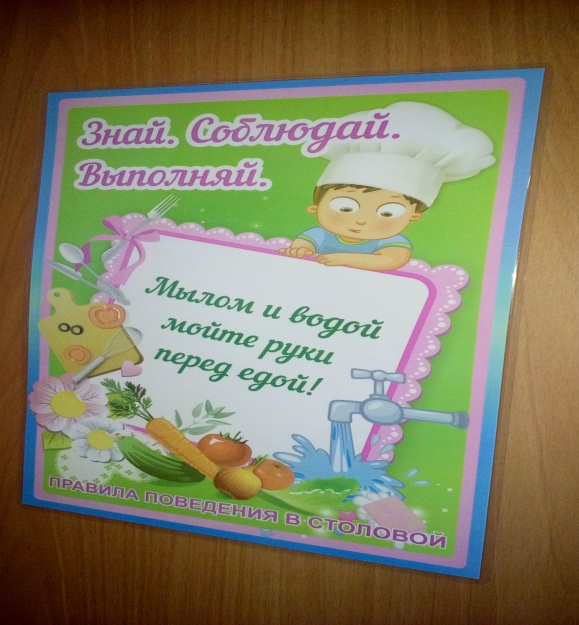 Знай. Соблюдай.
Выполняй.
Мылом и водой
мойте руки
перед едой!
ПРАВИЛА ПОВЕДЕНИЯ В СТОЛОВОЙ